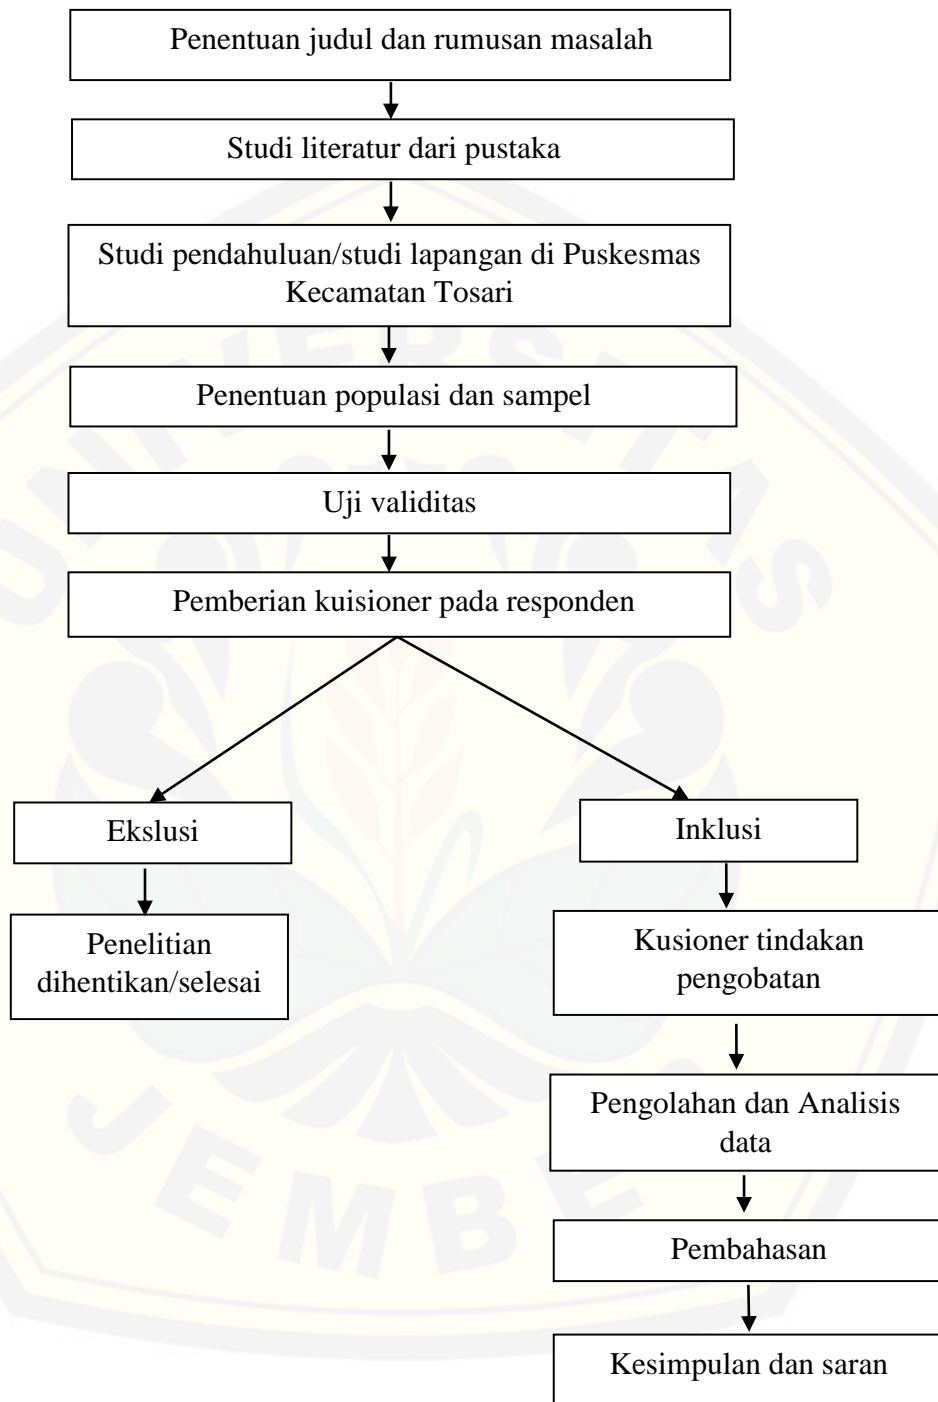 Penentuan judul dan rumusan masalah
Studi literatur dari pustaka
Studi pendahuluan/studi lapangan di Puskesmas
Kecamatan Tosari
Penentuan populasi dan sampel
Uji validitas
Pemberian kuisioner pada responden
Ekslusi
Inklusi
Penelitian
dihentikan/selesai
Kusioner tindakan
pengobatan
Pengolahan dan Analisis
data
Pembahasan
Kesimpulan dan saran
UNIVERSITAS
JEMBER